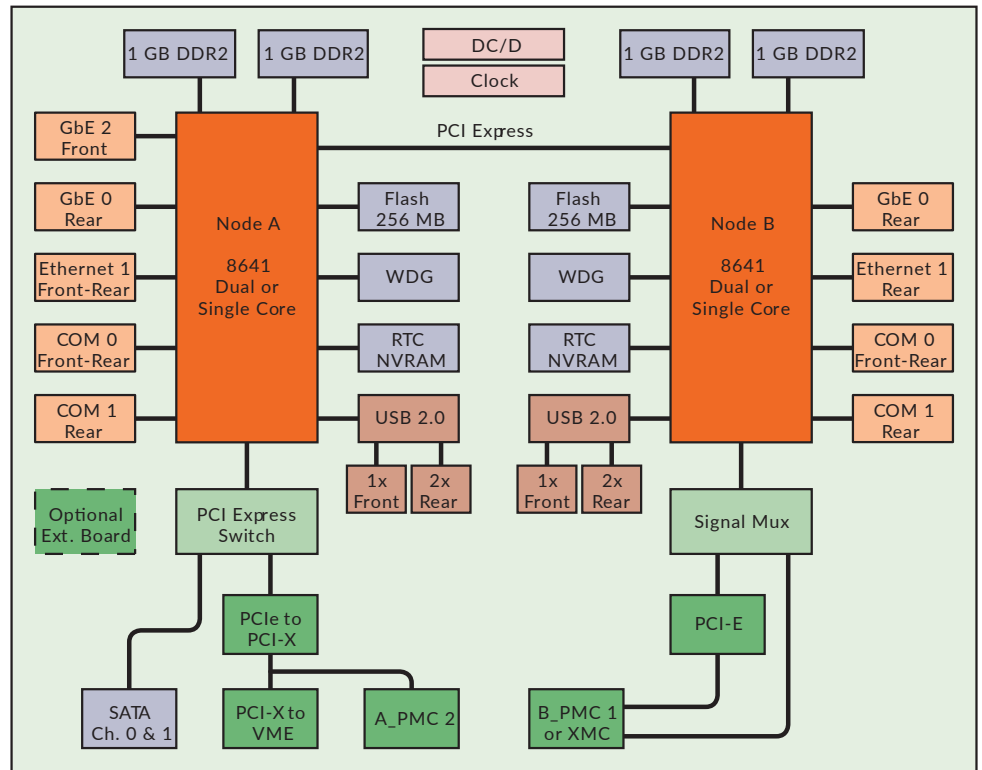 1 GB DDR2
1 GB DDR2
DC/D
Clock
1 GB DDR2
1 GB DDR2
GbE 2
Front
PCI Express
GbE 0
Rear
Ethernet 1
Front-Rear
COM 0
Front-Rear
COM 1
Rear
Node A
8641
Dual or
Single Core
Flash
256 MB
WDG
RTC
NVRAM
USB 2.0
1x
Front
2x
Rear
Flash
256 MB
WDG
RTC
NVRAM
USB 2.0
1x
Front
2x
Rear
Node B
8641
Dual or
Single Core
GbE 0
Rear
Ethernet 1
Rear
COM 0
Front-Rear
COM 1
Rear
Optional
Ext. Board
PCI Express
Switch
Signal Mux
PCIe to
PCI-X
PCI-E
SATA
Ch. 0 & 1
PCI-X to
VME
A_PMC 2
B_PMC 1
or XMC